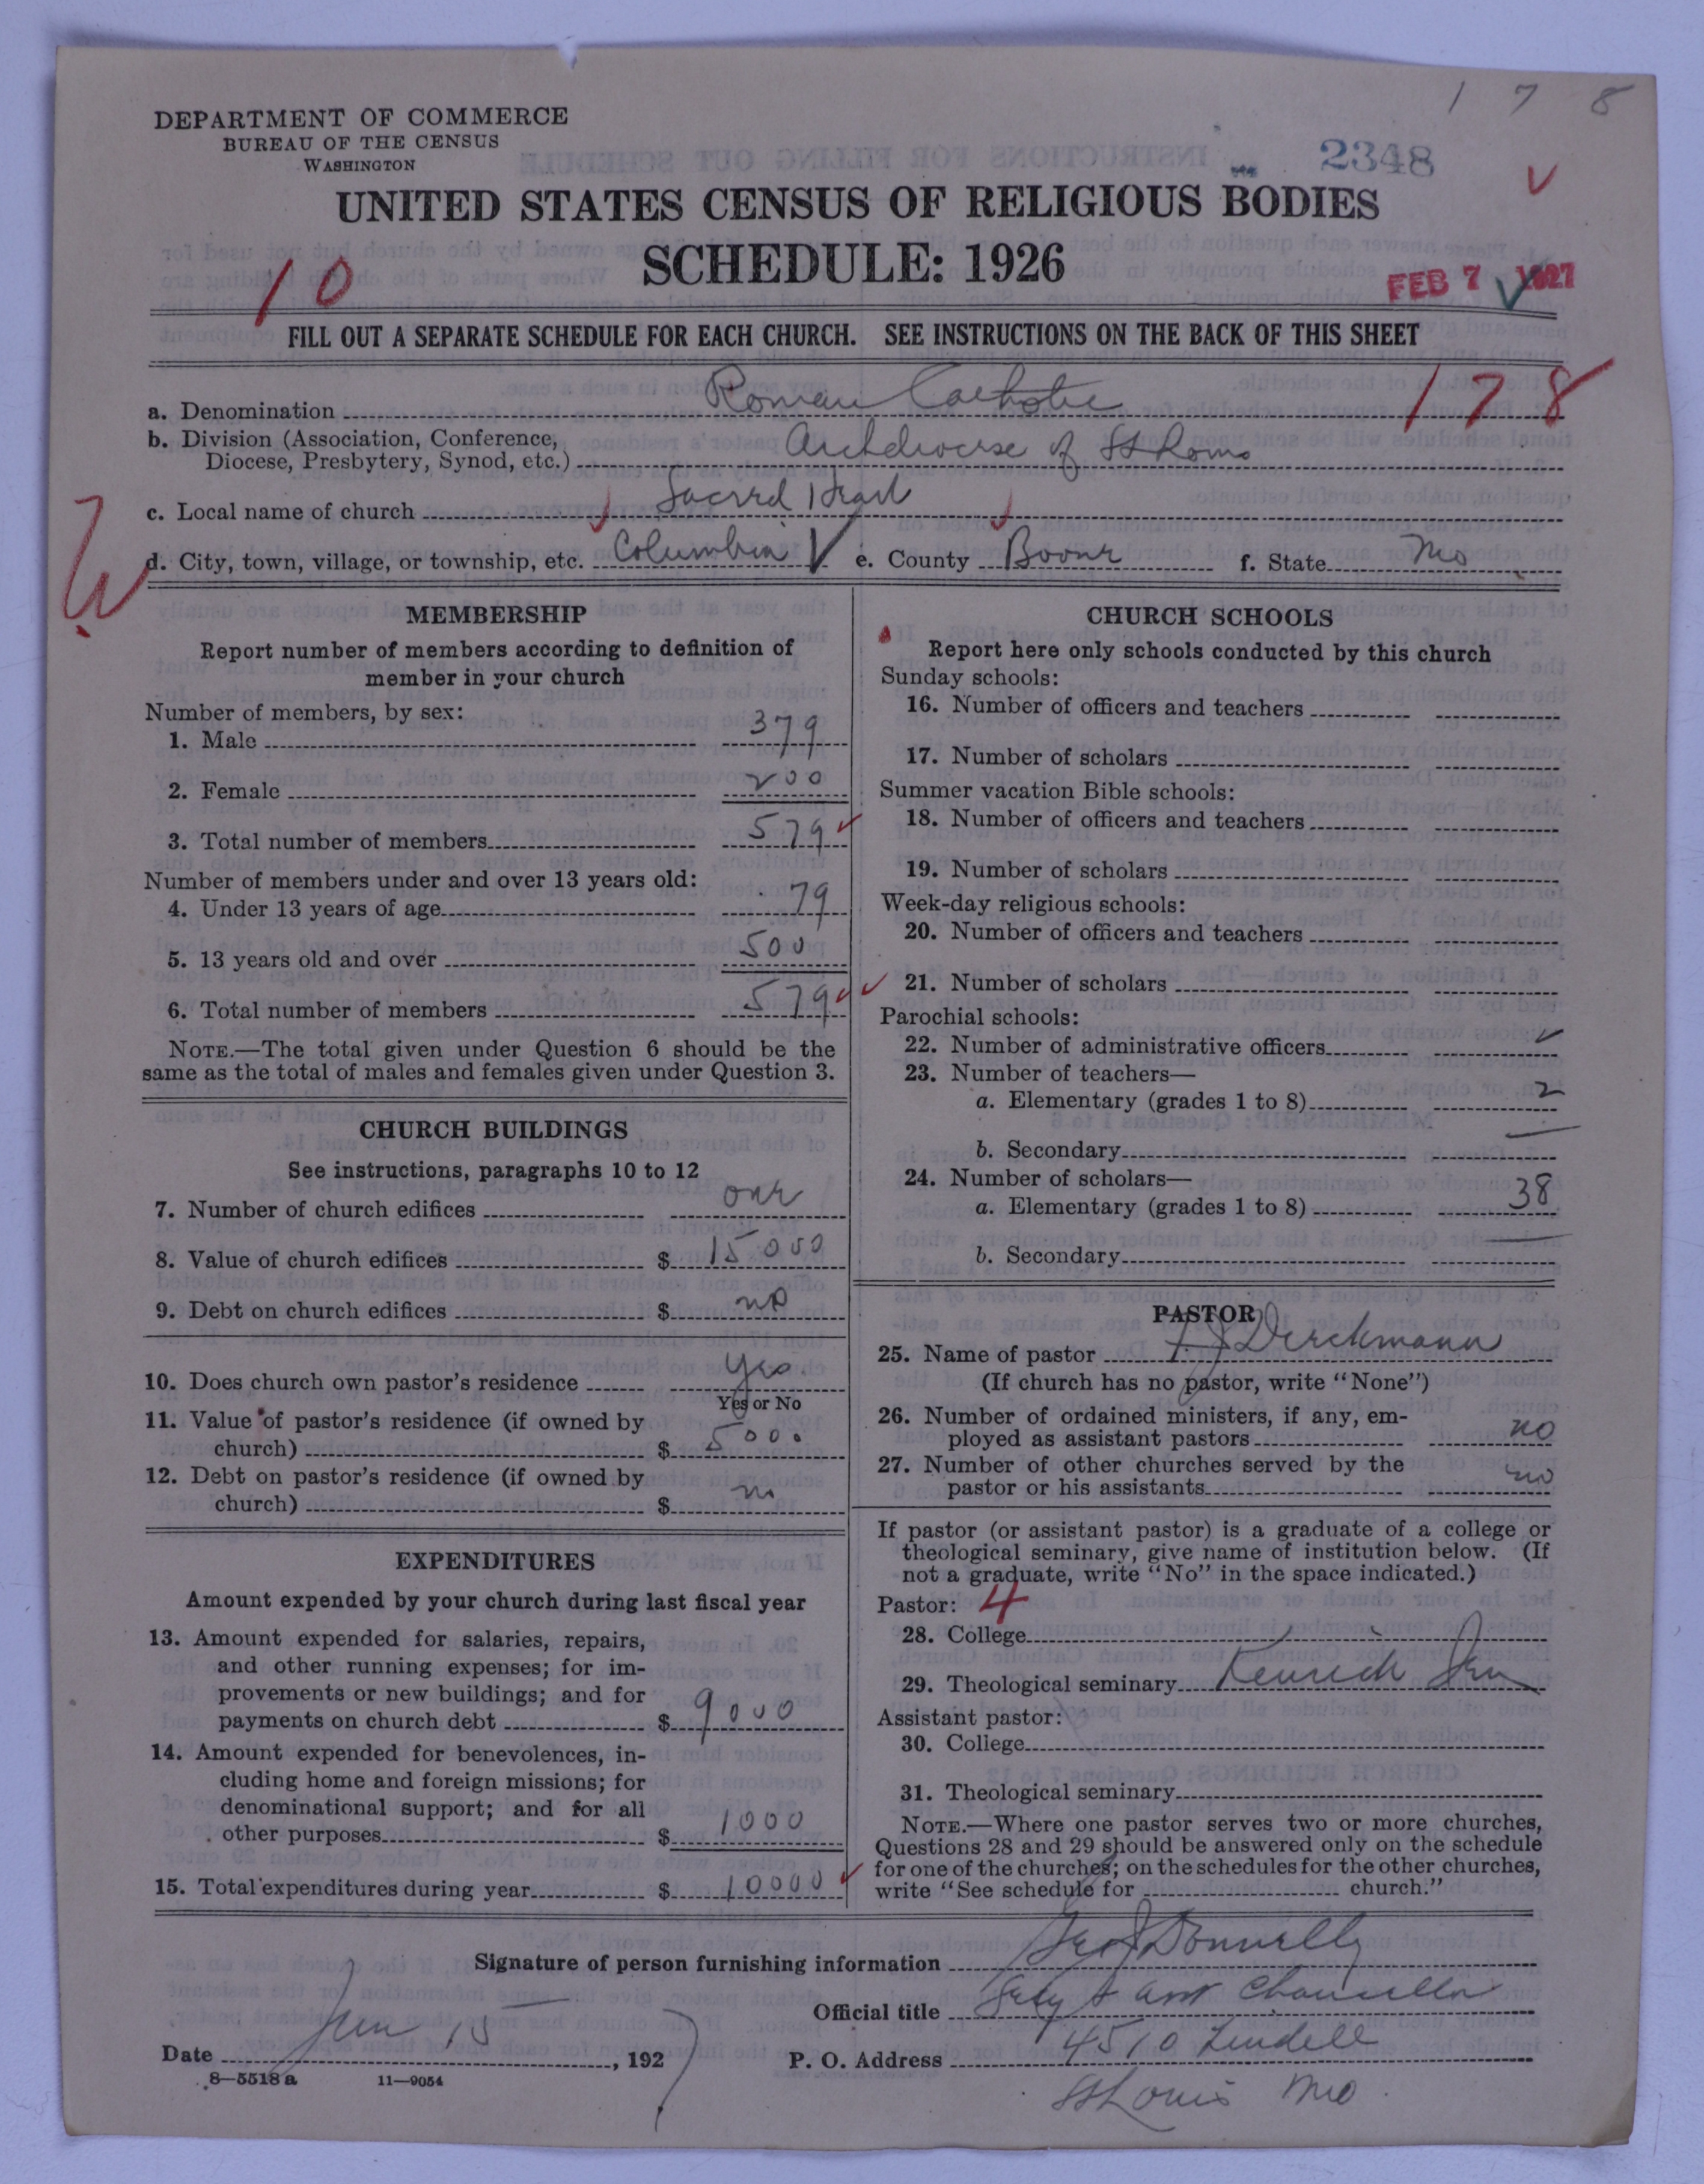 1 7 8
DEPARTMENT OF COMMERCE
BUREAU OF THE CENSUS
WASHINGTON
2348
UNITED STATES CENSUS OF RELIGIOUS BODIES
SCHEDULE: 1926
10
FEB 7 1927
FILL OUT A SEPARATE SCHEDULE FOR EACH CHURCH. SEE INSTRUCTIONS ON THE BACK OF THIS SHEET
a. Denomination Roman Catholic 178
b. Division (Association, Conference,
Diocese, Presbytery, Synod, etc.) Archdiocese of St Louis
c. Local name of church Sacred Heart
d. City, town, village, or township, etc. Columbia e. County Boone f. State Mo
MEMBERSHIP
Report number of members according to definition of
member in your church
Number of members, by sex:
1. Male 379
2. Female 200
3. Total number of members 579
Number of members under and over 13 years old:
4. Under 13 years of age 79
5. 13 years old and over 500
6. Total number of members 579
NOTE.—The total given under Question 6 should be the
same as the total of males and females given under Question 3.
CHURCH BUILDINGS
See instructions, paragraphs 10 to 12
7. Number of church edifices one
8. Value of church edifices $ 15000
9. Debt on church edifices $ no
10. Does church own pastor's residence Yes
Yes or No
11. Value of pastor's residence (if owned by
church) $ 5000
12. Debt on pastor's residence (if owned by
church) $ no
EXPENDITURES
Amount expended by your church during last fiscal year
13. Amount expended for salaries, repairs,
and other running expenses; for im-
provements or new buildings; and for
payments on church debt $ 9000
14. Amount expended for benevolences, in-
cluding home and foreign missions; for
denominational support; and for all
other purposes $ 1000
15. Total expenditures during year $ 10000
CHURCH SCHOOLS
Report here only schools conducted by this church
Sunday schools:
16. Number of officers and teachers
17. Number of scholars
Summer vacation Bible schools:
18. Number of officers and teachers
19. Number of scholars
Week-day religious schools:
20. Number of officers and teachers
21. Number of scholars
Parochial schools:
22. Number of administrative officers
23. Number of teachers—
a. Elementary (grades 1 to 8) 2
b. Secondary
24. Number of scholars—
a. Elementary (grades 1 to 8) 38
b. Secondary
PASTOR
25. Name of pastor F J Dieckmann
(If church has no pastor, write "None")
26. Number of ordained ministers, if any, em-
ployed as assistant pastors no
27. Number of other churches served by the
pastor or his assistants no
If pastor (or assistant pastor) is a graduate of a college or
theological seminary, give name of institution below. (If
not a graduate, write "No" in the space indicated.)
Pastor: 4
28. College
29. Theological seminary Kenrick Sem
Assistant pastor:
30. College
31. Theological seminary
NOTE.—Where one pastor serves two or more churches,
Questions 28 and 29 should be answered only on the schedule
for one of the churches; on the schedules for the other churches,
write "See schedule for church."
Signature of person furnishing information Geo J Donnelly
Official title Secty & asst Chancellor
Date Jan 15, 1927
P. O. Address 4510 Lindell
St Louis Mo.
8—5518 a 11—9054